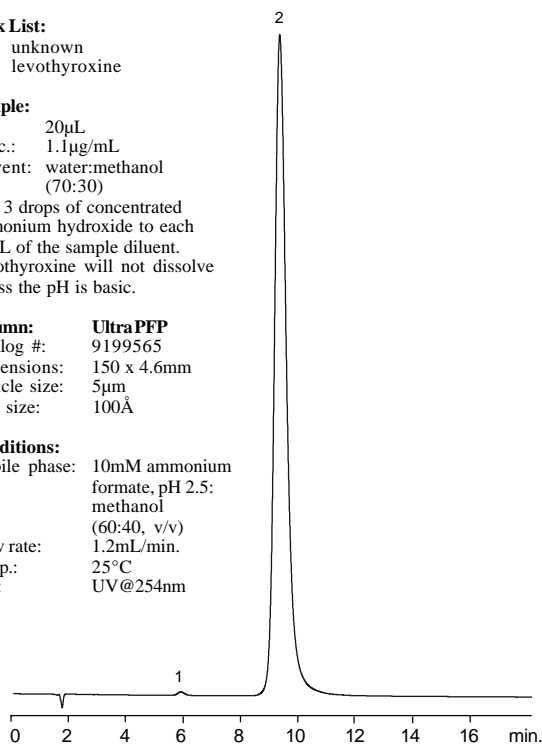 k List:
unknown
levothyroxine
ple:
20µL
c.: 1.1µg/mL
vent: water:methanol
(70:30)
3 drops of concentrated
monium hydroxide to each
L of the sample diluent.
othyroxine will not dissolve
ss the pH is basic.
umn: Ultra PFP
log #: 9199565
ensions: 150 x 4.6mm
icle size: 5µm
size: 100Å
ditions:
bile phase: 10mM ammonium
formate, pH 2.5:
methanol
(60:40, v/v)
w rate: 1.2mL/min.
p.: 25°C
: UV@254nm
2
1
0 2 4 6 8 10 12 14 16 min.